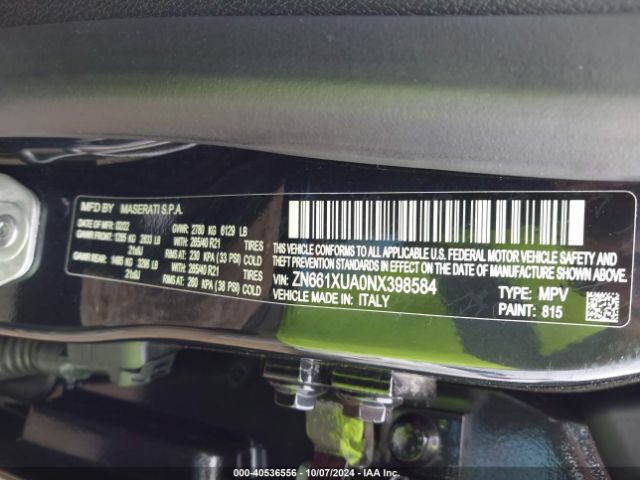 MFD BY MASERATI S.P.A.
DATE OF MFR: 02/22 GVWR: 2780 KG 6129 LB
GAWR FRONT: 1285 KG 2833 LB WITH: 265/40 R21 TIRES
21x9J RIMS AT: 230 KPA (33 PSI) COLD
GAWR REAR: 1495 KG 3296 LB WITH: 265/40 R21 TIRES
21x9J RIMS AT: 260 KPA (38 PSI) COLD
THIS VEHICLE CONFORMS TO ALL APPLICABLE U.S. FEDERAL MOTOR VEHICLE SAFETY
AND THEFT PREVENTION STANDARDS IN EFFECT ON THE DATE OF MANUFACTURE SHOWN ABOVE.
VIN: ZN661XUA0NX398584 TYPE: MPV
VEHICLE MADE IN: ITALY PAINT: 815
000-40536556 | 10/07/2024 | IAA Inc.